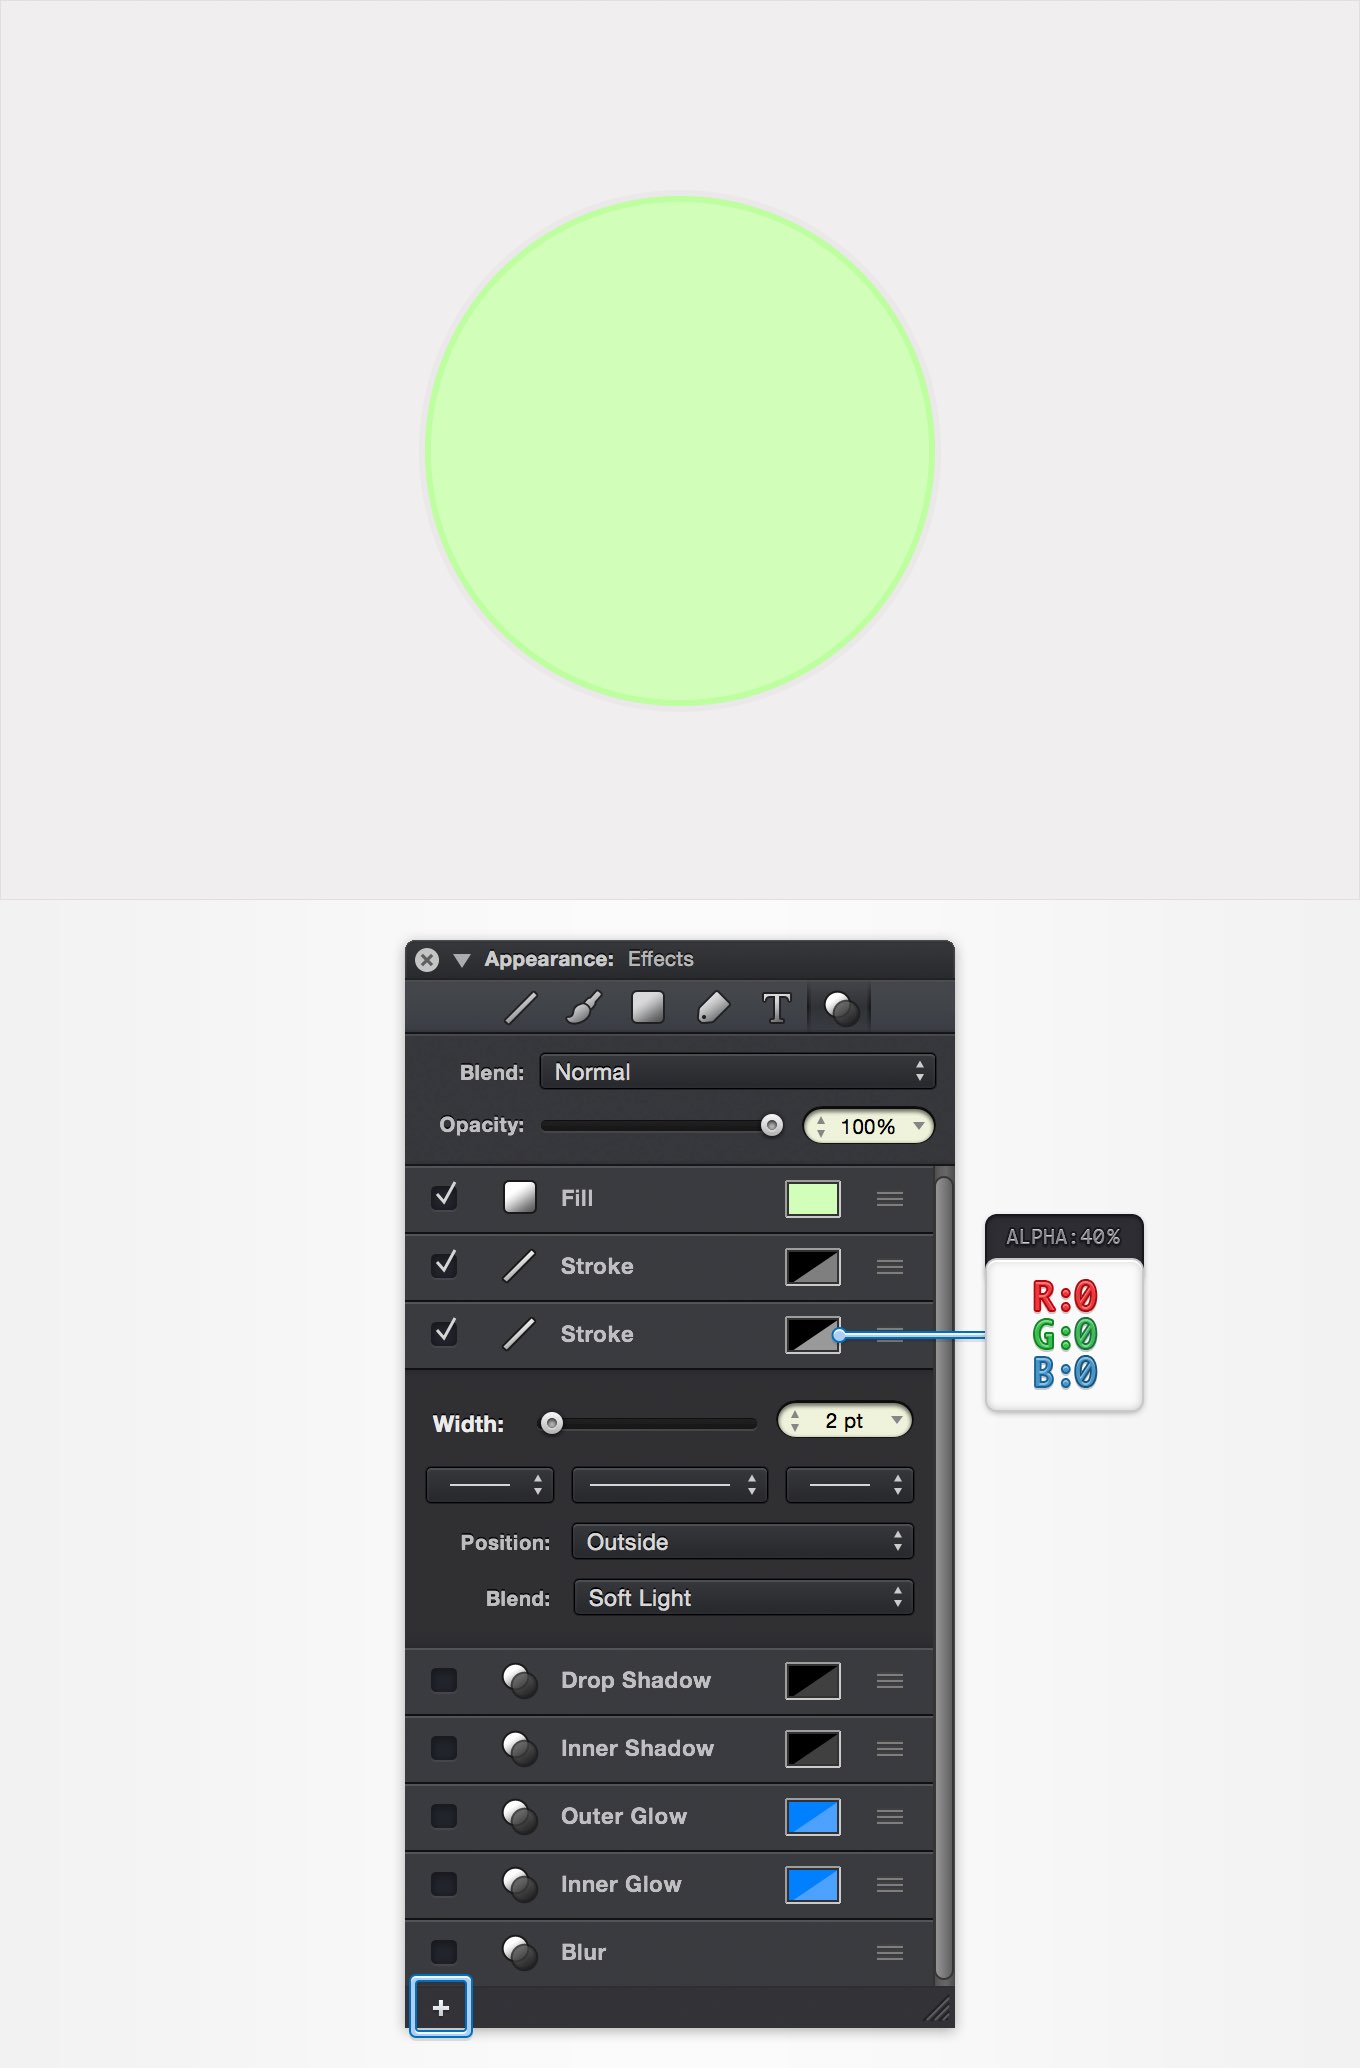 Appearance: Effects
T
Blend: Normal
Opacity: 100%
Fill
Stroke
Stroke
ALPHA:40%
R:0
G:0
B:0
Width: 2 pt
Position: Outside
Blend: Soft Light
Drop Shadow
Inner Shadow
Outer Glow
Inner Glow
Blur
+